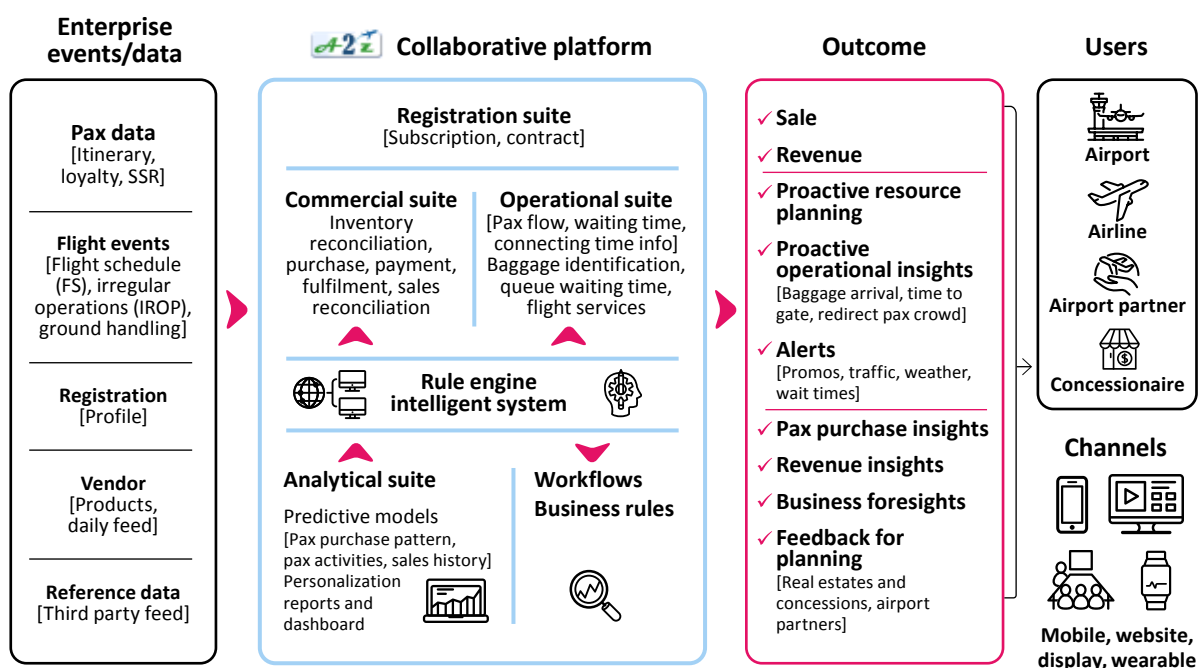 Enterprise
events/data
Pax data
[Itinerary,
loyalty, SSR]
Flight events
[Flight schedule
(FS), irregular
operations (IROP),
ground handling]
Registration
[Profile]
Vendor
[Products,
daily feed]
Reference data
[Third party feed]
A2Z Collaborative platform
Registration suite
[Subscription, contract]
Commercial suite
Inventory
reconciliation,
purchase, payment,
fulfilment, sales
reconciliation
Operational suite
[Pax flow, waiting time,
connecting time info]
Baggage identification,
queue waiting time,
flight services
Rule engine
intelligent system
Analytical suite
Predictive models
[Pax purchase pattern,
pax activities, sales history]
Personalization
reports and
dashboard
Workflows
Business rules
Outcome
✓ Sale
✓ Revenue
✓ Proactive resource
planning
✓ Proactive
operational insights
[Baggage arrival, time to
gate, redirect pax crowd]
✓ Alerts
[Promos, traffic, weather,
wait times]
✓ Pax purchase insights
✓ Revenue insights
✓ Business foresights
✓ Feedback for
planning
[Real estates and
concessions, airport
partners]
Users
Airport
Airline
Airport partner
$
Concessionaire
Channels
Mobile, website,
display, wearable